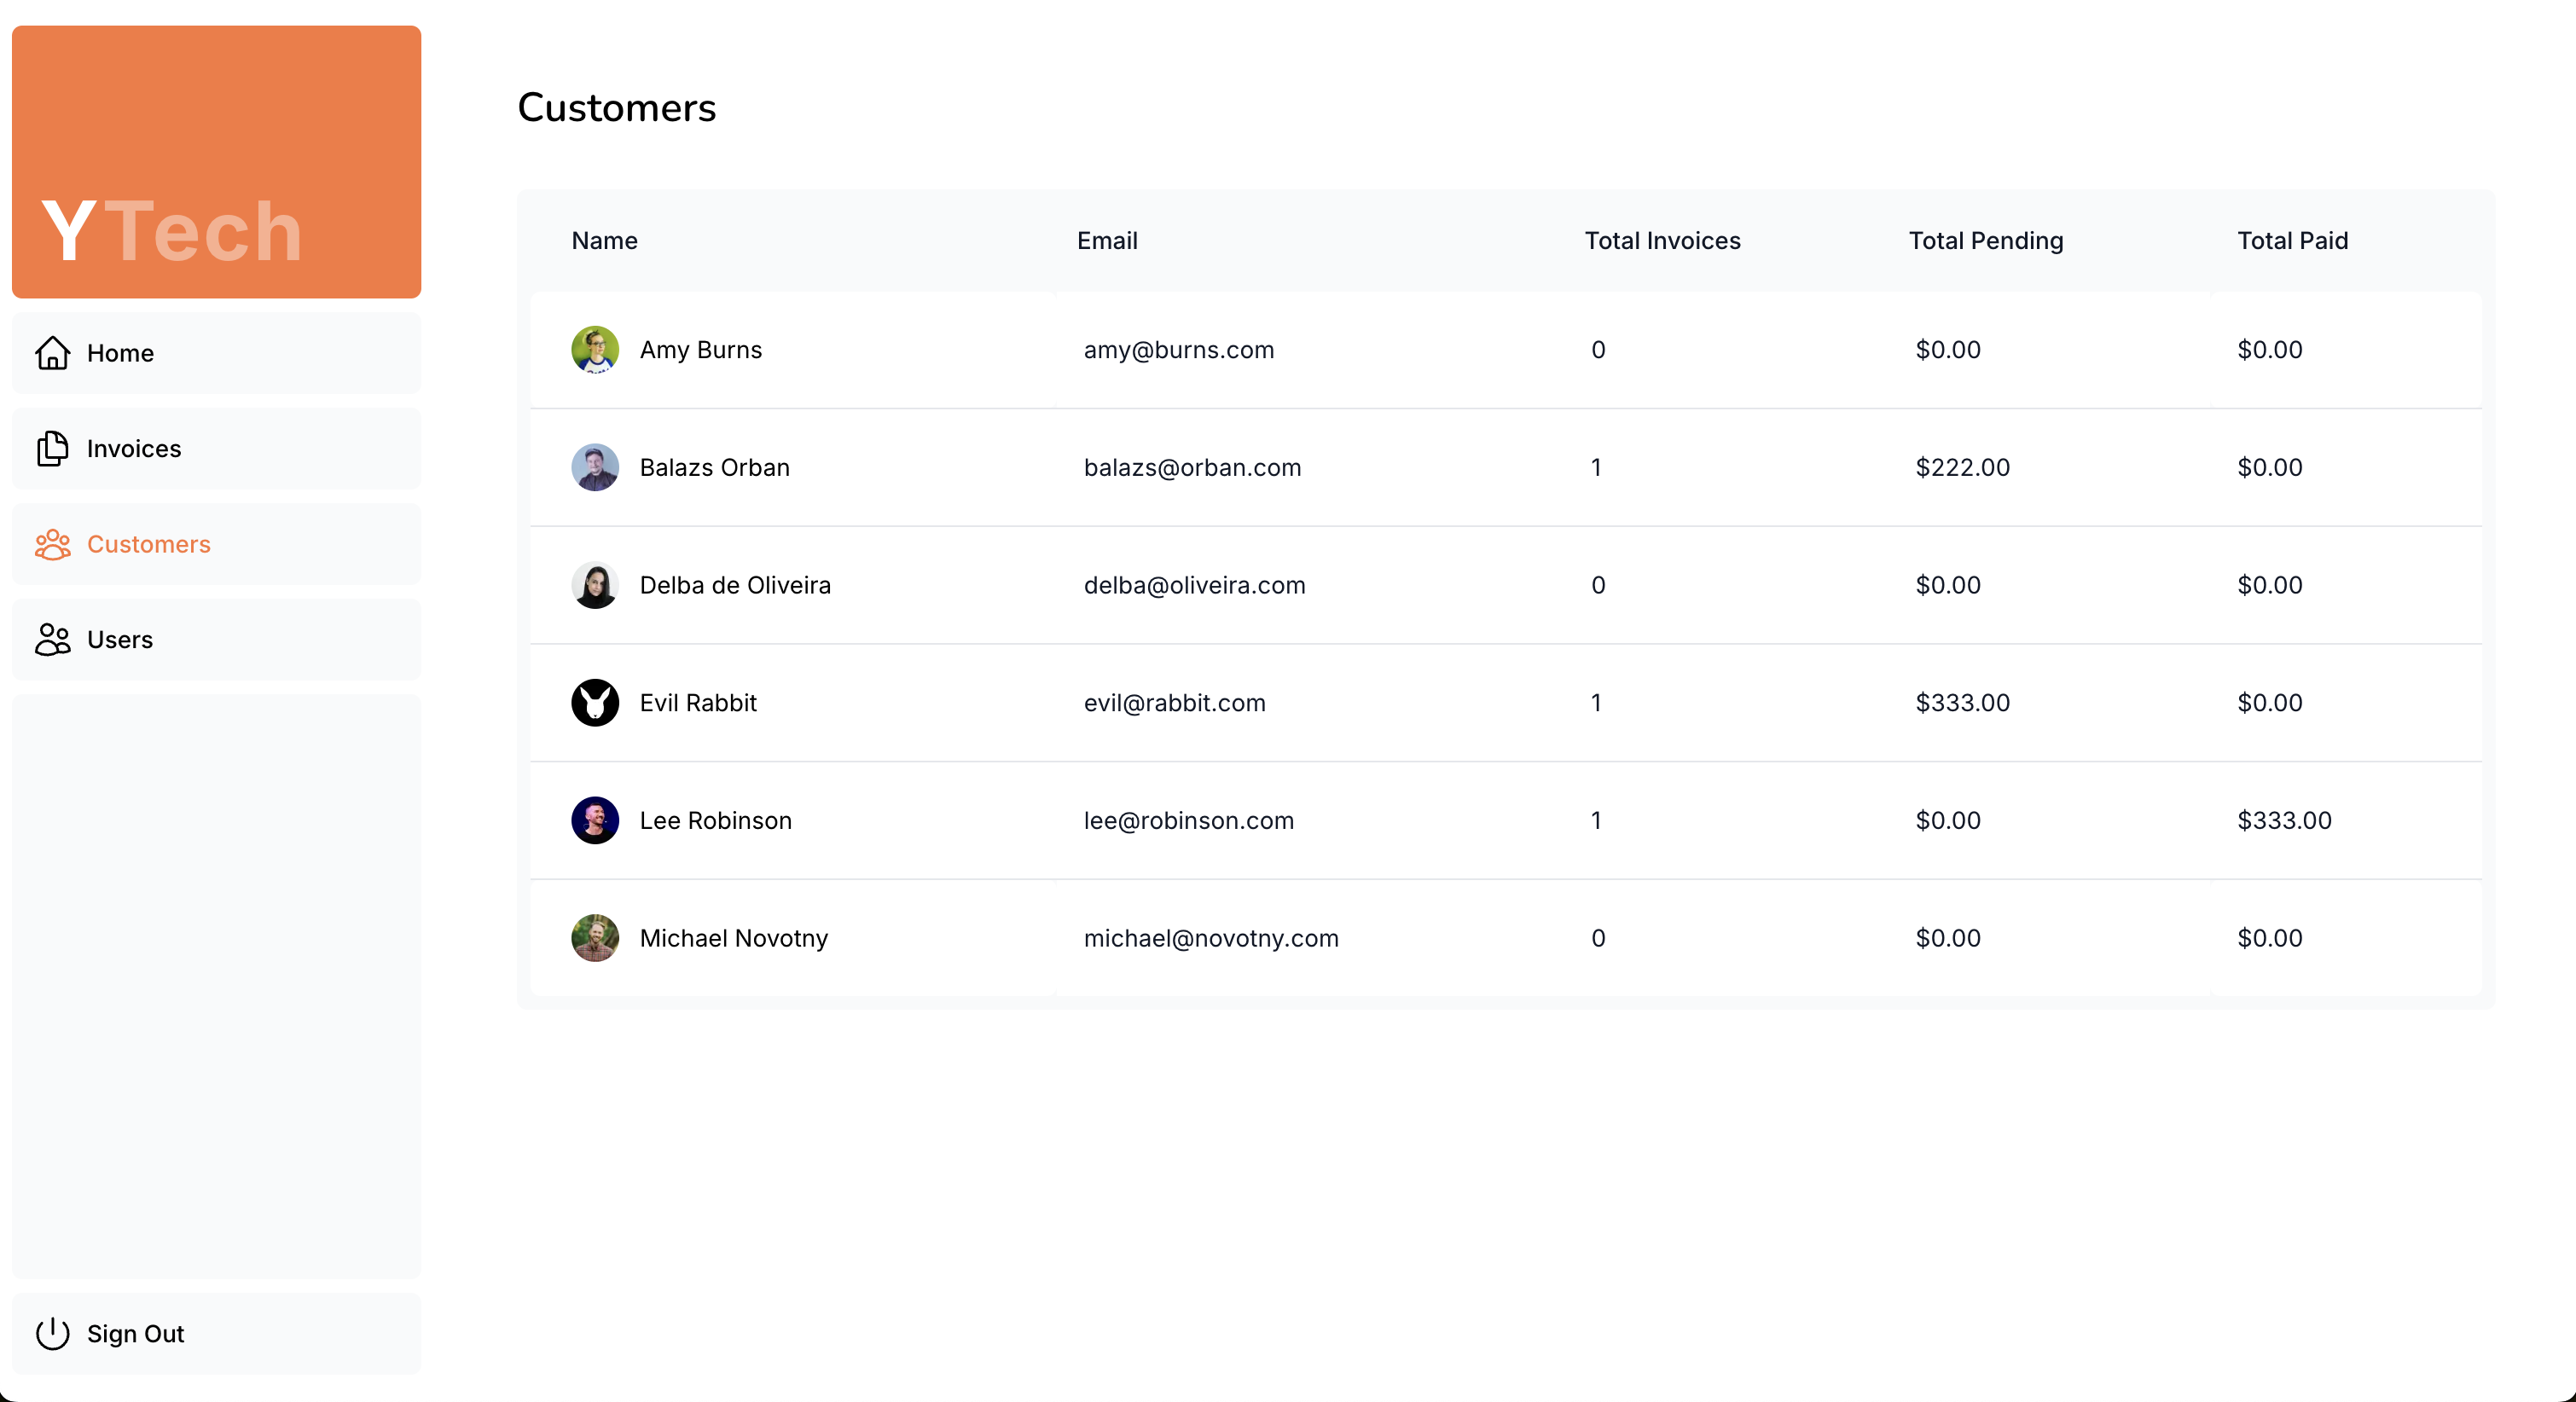 YTech
Home
Invoices
Customers
Users
Sign Out
Customers
Name Email Total Invoices Total Pending Total Paid
Amy Burns amy@burns.com 0 $0.00 $0.00
Balazs Orban balazs@orban.com 1 $222.00 $0.00
Delba de Oliveira delba@oliveira.com 0 $0.00 $0.00
Evil Rabbit evil@rabbit.com 1 $333.00 $0.00
Lee Robinson lee@robinson.com 1 $0.00 $333.00
Michael Novotny michael@novotny.com 0 $0.00 $0.00